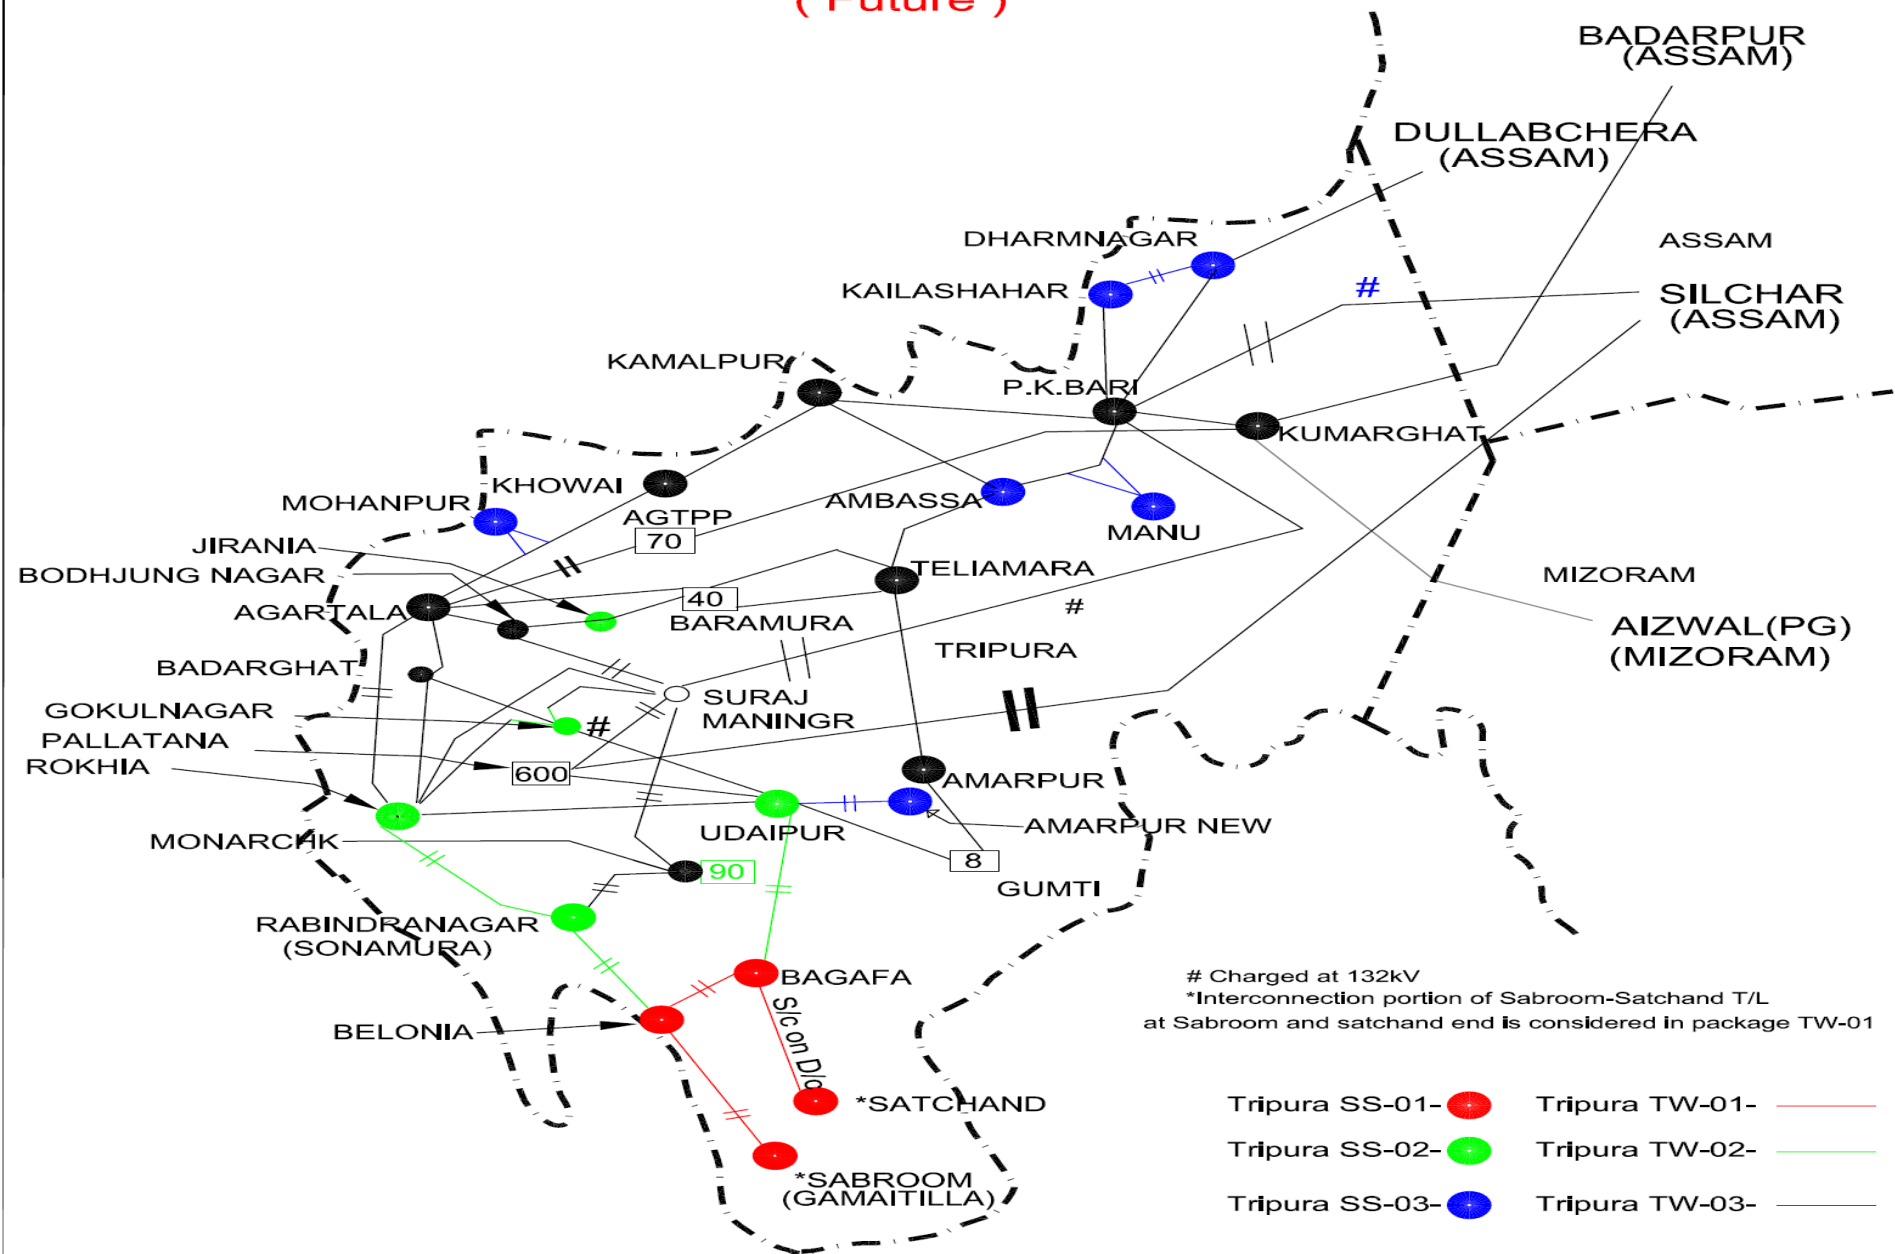 ( Future )
BADARPUR
(ASSAM)
DULLABCHERA
(ASSAM)
DHARMNAGAR
ASSAM
KAILASHAHAR
#
SILCHAR
(ASSAM)
KAMALPUR
P.K.BARI
KUMARGHAT
KHOWAI
MOHANPUR
AMBASSA
AGTPP
70
MANU
JIRANIA
BODHJUNG NAGAR
TELIAMARA
MIZORAM
AGARTALA
40
#
BARAMURA
AIZWAL(PG)
(MIZORAM)
TRIPURA
BADARGHAT
SURAJ
MANINGR
GOKULNAGAR
#
PALLATANA
ROKHIA
600
AMARPUR
UDAIPUR
AMARPUR NEW
MONARCHK
90
8
GUMTI
RABINDRANAGAR
(SONAMURA)
BAGAFA
# Charged at 132kV
*Interconnection portion of Sabroom-Satchand T/L
at Sabroom and satchand end is considered in package TW-01
BELONIA
S/c on D/c
*SATCHAND
*SABROOM
(GAMAITILLA)
Tripura SS-01- Tripura TW-01-
Tripura SS-02- Tripura TW-02-
Tripura SS-03- Tripura TW-03-